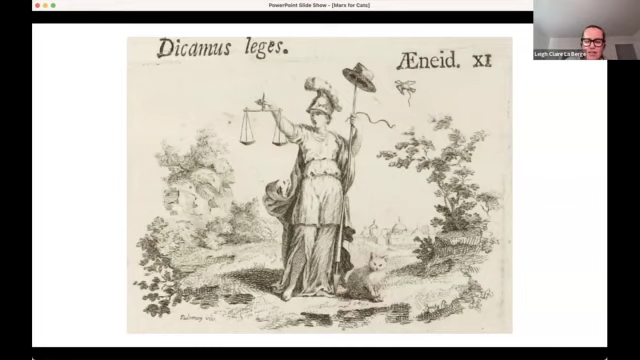 PowerPoint Slide Show - [Marx for Cats]
Dicamus leges.
Æneid. XI
Leigh Claire La Berge